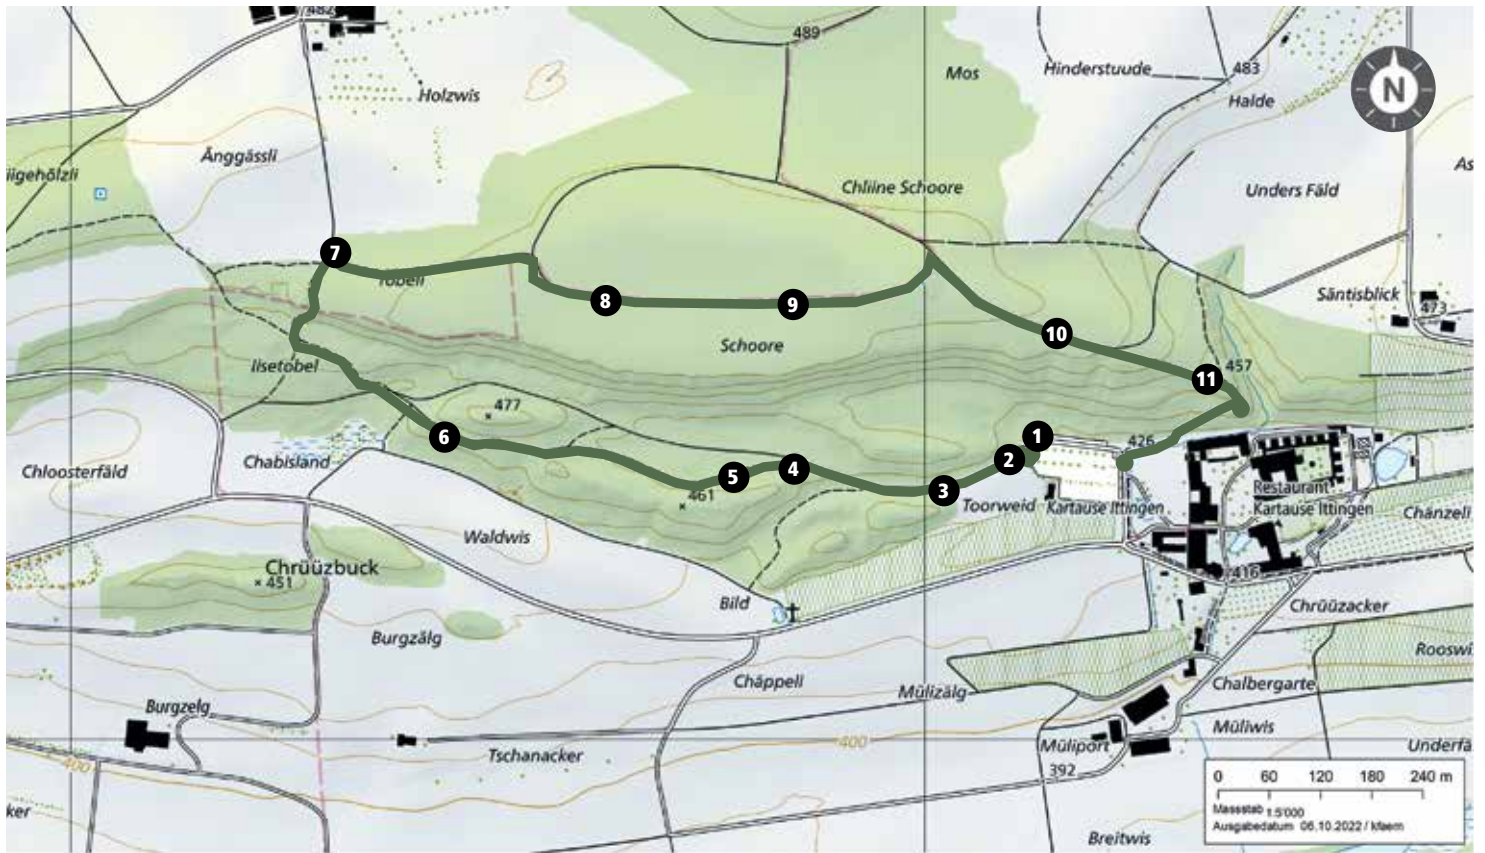 482
489
Mos
Hinderstuude
483
N
Holzwis
Halde
Änggässli
As
iigehölzli
Chliine Schoore
Unders Fäld
7
Tobell
8
9
Säntisblick
473
10
Schoore
Iisetobel
457
11
477
6
1
426
2
Chabisland
4
Chloosterfäld
5
3
461
Toorweid
Kartause Ittingen
Restaurant
Kartause Ittingen
Chänzeli
Waldwis
Chrüüzbuck
451
416
Bild
Chrüüzacker
Burgzälg
Rooswi
Chäppeli
Mülizälg
Chalbergarte
Burgzelg
Müliwis
400
Müliport
Underfä
Tschanacker
400
392
0 60 120 180 240 m
Massstab 1:5'000
Ausgabedatum 06.10.2022 / kfaem
ker
Breitwis